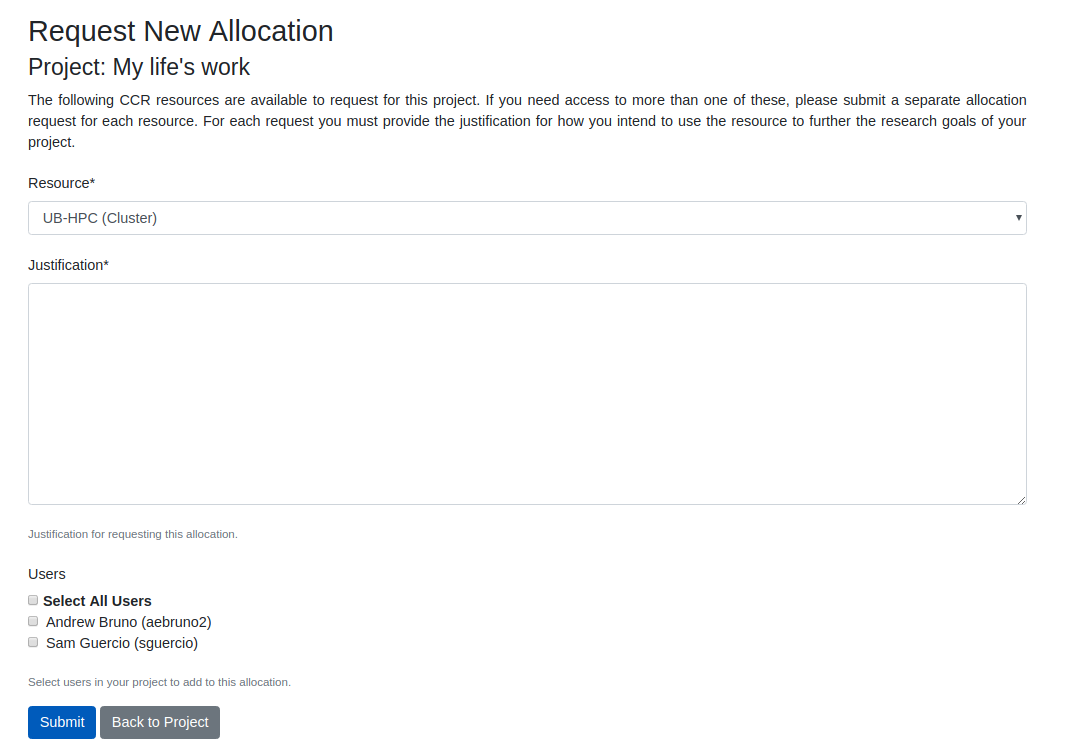 Request New Allocation
Project: My life's work
The following CCR resources are available to request for this project. If you need access to more than one of these, please submit a separate allocation
request for each resource. For each request you must provide the justification for how you intend to use the resource to further the research goals of your
project.
Resource*
UB-HPC (Cluster)
Justification*
Justification for requesting this allocation.
Users
Select All Users
Andrew Bruno (aebruno2)
Sam Guercio (sguercio)
Select users in your project to add to this allocation.
Submit Back to Project